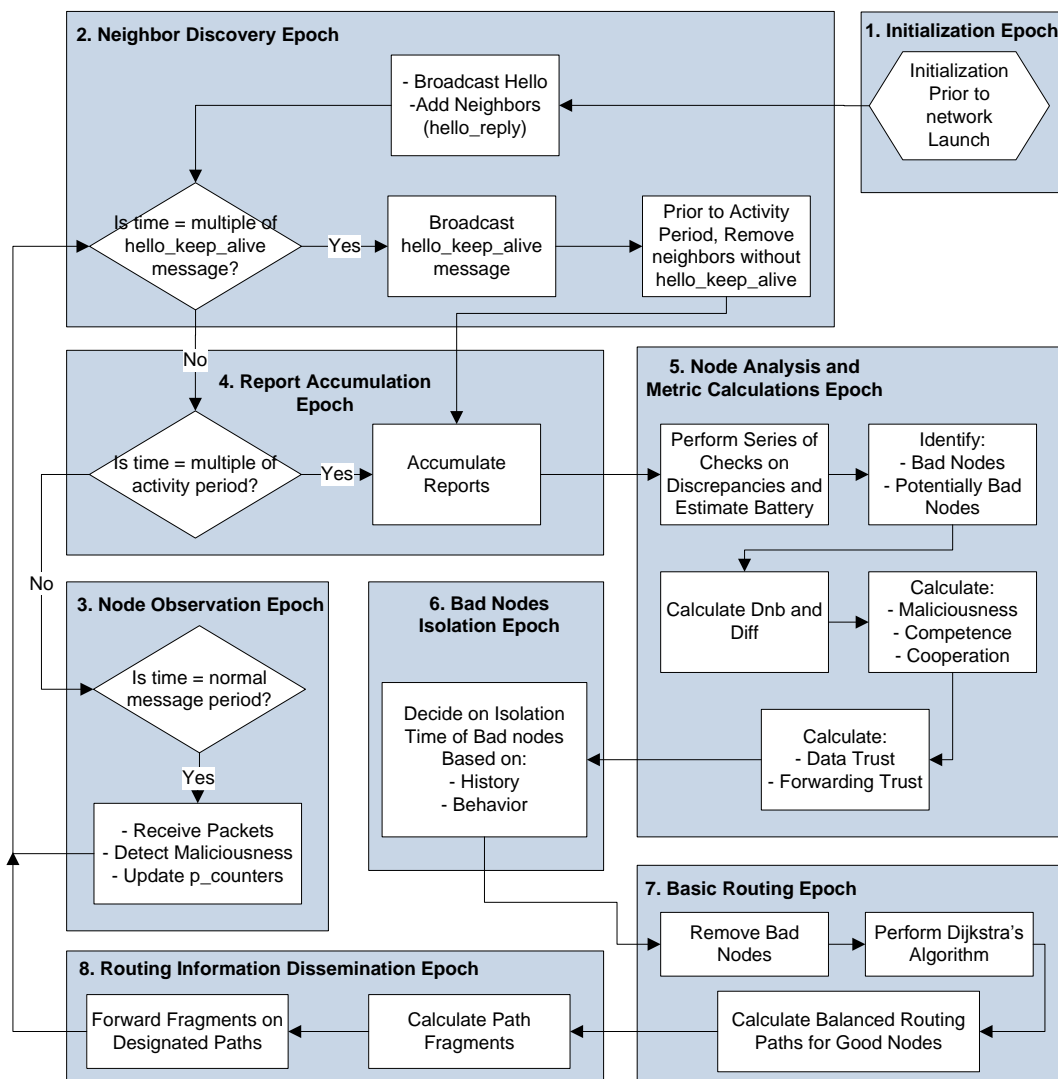 2. Neighbor Discovery Epoch
1. Initialization Epoch
- Broadcast Hello
-Add Neighbors
(hello_reply)
Initialization
Prior to
network
Launch
Is time = multiple of
hello_keep_alive
message?
Yes
Broadcast
hello_keep_alive
message
Prior to Activity
Period, Remove
neighbors without
hello_keep_alive
No
4. Report Accumulation
Epoch
Is time = multiple of
activity period?
Yes
Accumulate
Reports
No
5. Node Analysis and
Metric Calculations Epoch
Perform Series of
Checks on
Discrepancies and
Estimate Battery
Identify:
- Bad Nodes
- Potentially Bad
Nodes
Calculate Dnb and
Diff
Calculate:
- Maliciousness
- Competence
- Cooperation
Calculate:
- Data Trust
- Forwarding Trust
3. Node Observation Epoch
Is time = normal
message period?
Yes
- Receive Packets
- Detect Maliciousness
- Update p_counters
6. Bad Nodes
Isolation Epoch
Decide on Isolation
Time of Bad nodes
Based on:
- History
- Behavior
7. Basic Routing Epoch
Remove Bad
Nodes
Perform Dijkstra's
Algorithm
Calculate Balanced Routing
Paths for Good Nodes
8. Routing Information Dissemination Epoch
Forward Fragments on
Designated Paths
Calculate Path
Fragments